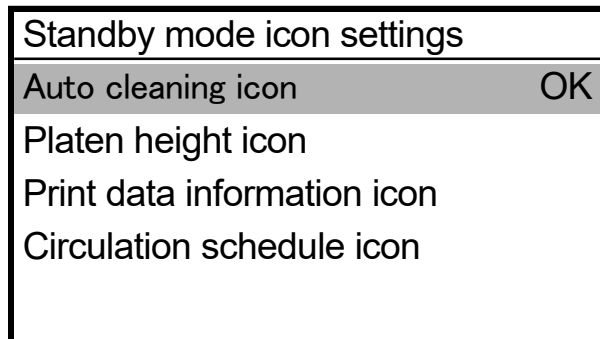 Standby mode icon settings
Auto cleaning icon OK
Platen height icon
Print data information icon
Circulation schedule icon